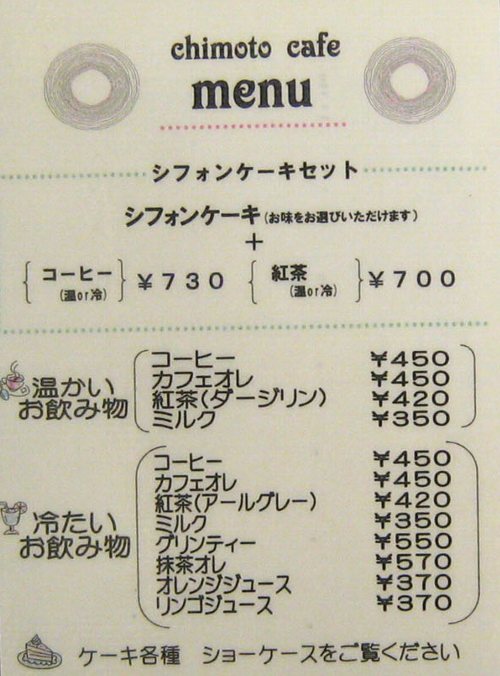 chimoto cafe
menu
シフォンケーキセット
シフォンケーキ(お味をお選びいただけます)
+
コーヒー (温or冷) ¥730 紅茶 (温or冷) ¥700
温かいお飲み物
コーヒー ¥450
カフェオレ ¥450
紅茶(ダージリン) ¥420
ミルク ¥350
冷たいお飲み物
コーヒー ¥450
カフェオレ ¥450
紅茶(アールグレー) ¥420
ミルク ¥350
グリンティー ¥550
抹茶オレ ¥570
オレンジジュース ¥370
リンゴジュース ¥370
ケーキ各種 ショーケースをご覧ください